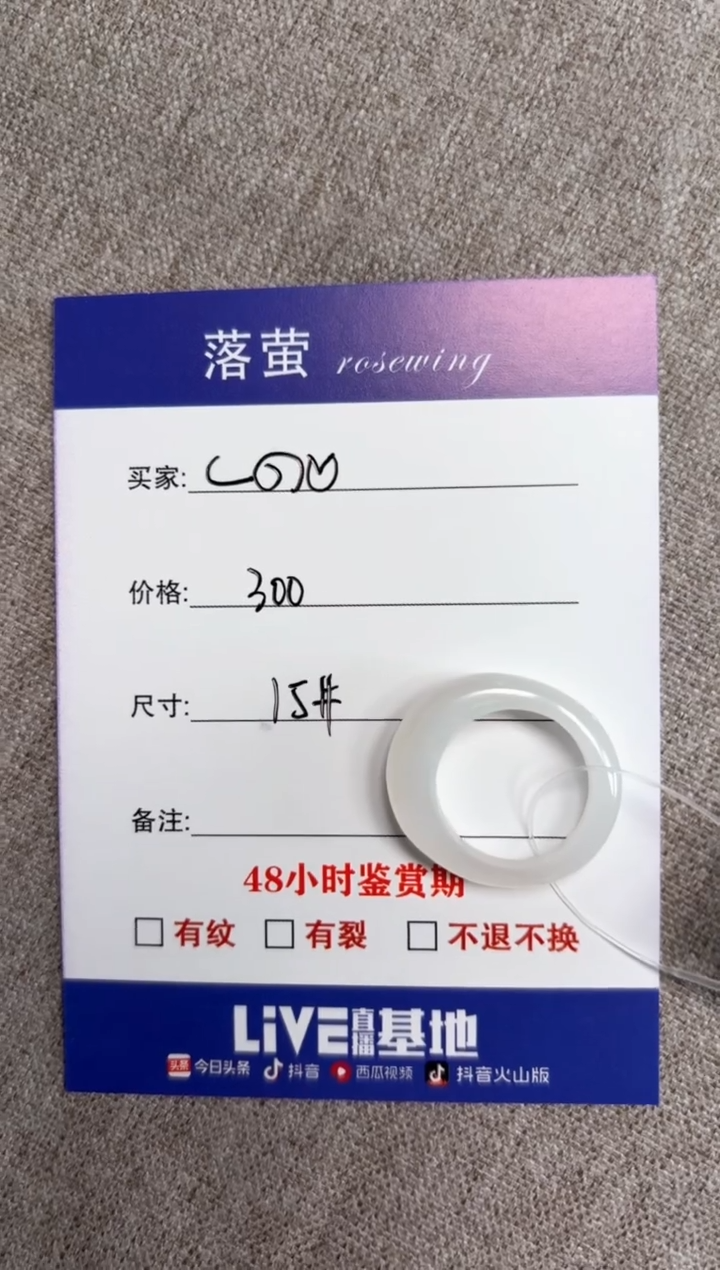 落萤 rosewing
买家:
价格: 300
尺寸: 15#
备注:
48小时鉴赏期
有纹 有裂 不退不换
LiVE直播基地
头条 今日头条 抖音 西瓜视频 抖音火山版